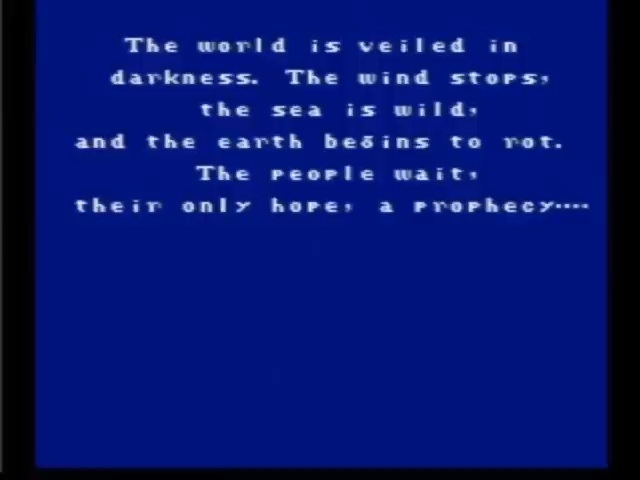 The world is veiled in
darkness. The wind stops,
the sea is wild,
and the earth begins to rot.
The people wait,
their only hope, a prophecy....